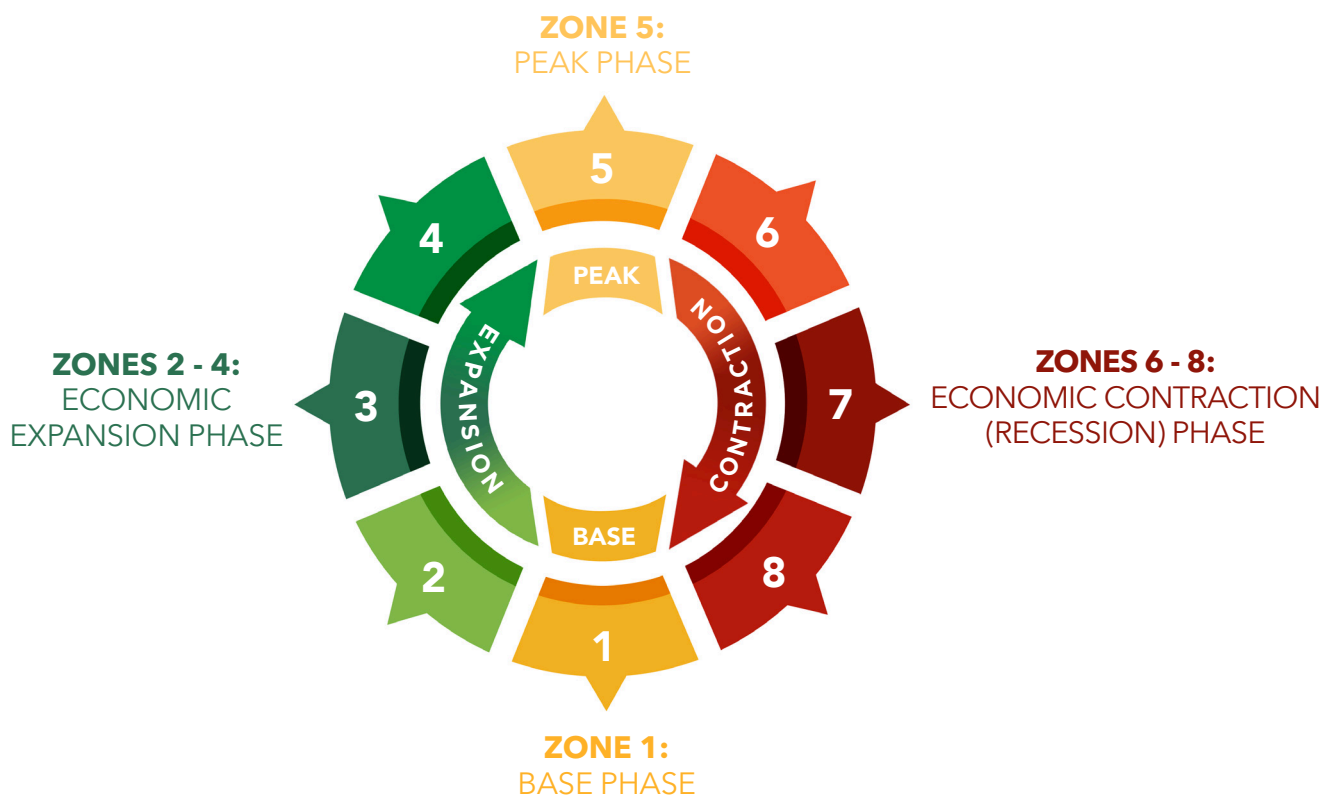 ZONE 5:
PEAK PHASE
5
4
6
PEAK
EXPANSION
CONTRACTION
ZONES 2 - 4:
ECONOMIC
EXPANSION PHASE
3
7
ZONES 6 - 8:
ECONOMIC CONTRACTION
(RECESSION) PHASE
BASE
2
8
1
ZONE 1:
BASE PHASE